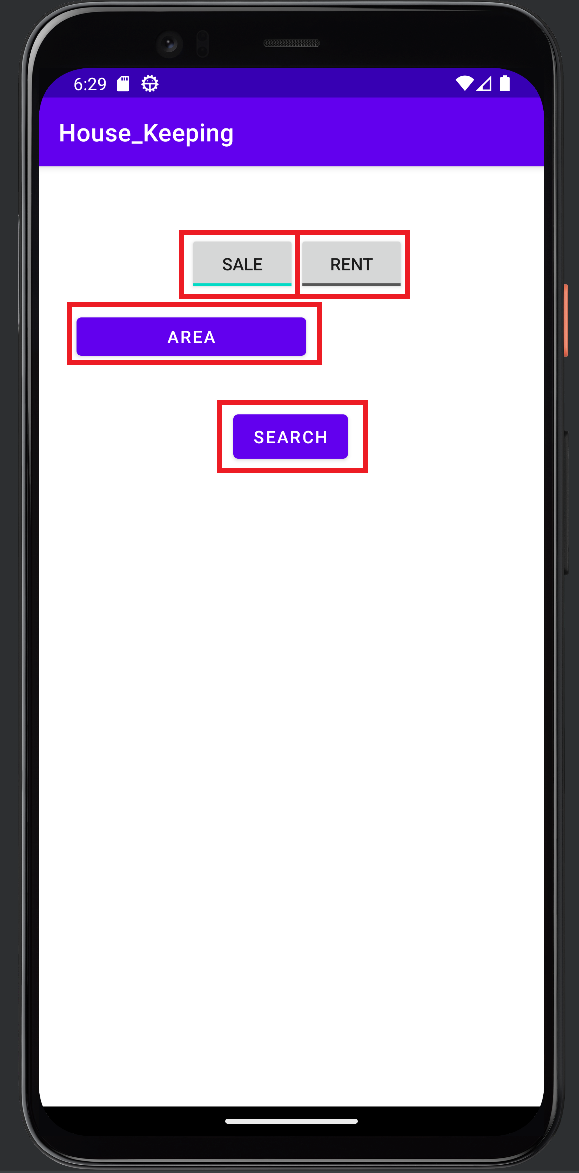 6:29
House_Keeping
SALE RENT
AREA
SEARCH